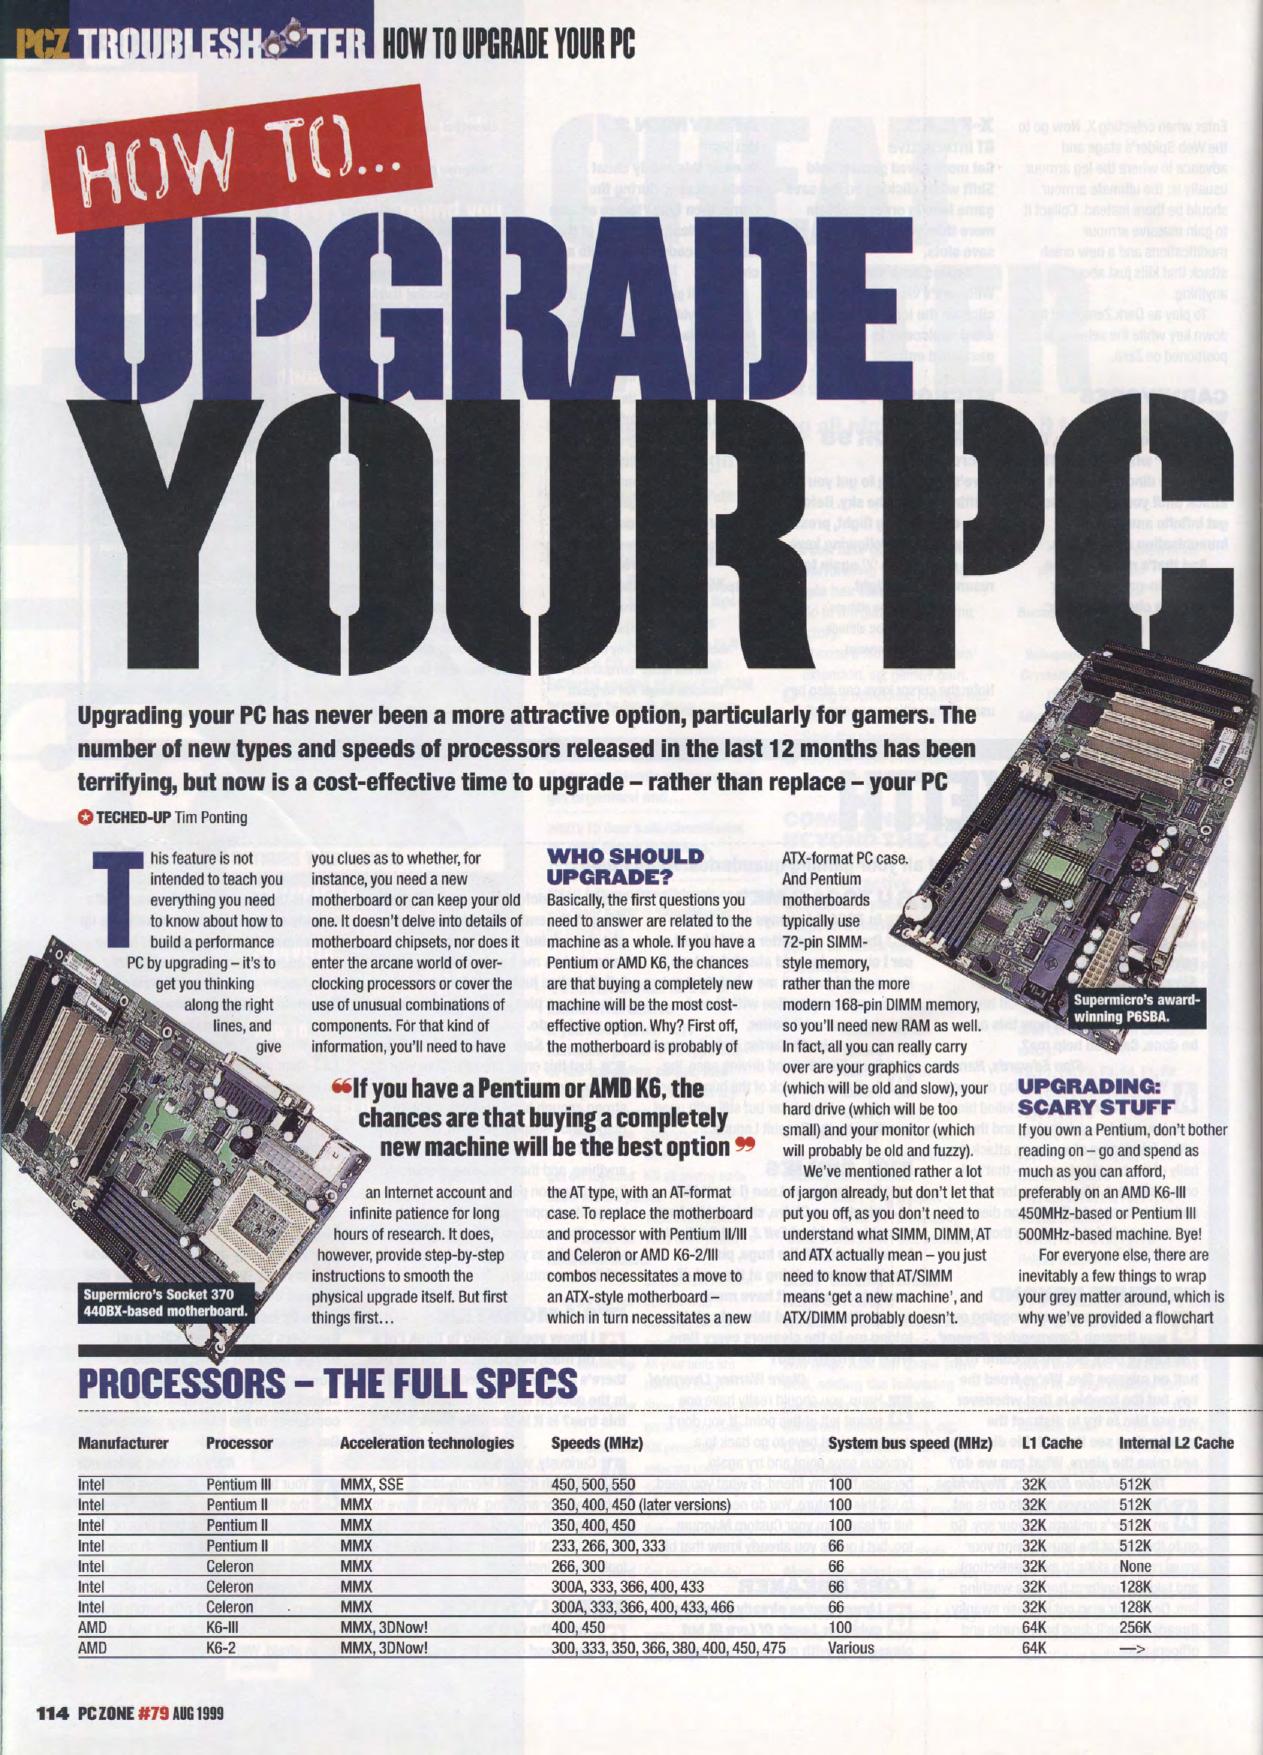 PCZ TROUBLESHOOTER HOW TO UPGRADE YOUR PC
HOW TO...
UPGRADE
YOUR PC
Upgrading your PC has never been a more attractive option, particularly for gamers. The
number of new types and speeds of processors released in the last 12 months has been
terrifying, but now is a cost-effective time to upgrade – rather than replace – your PC
TECHED-UP Tim Ponting
This feature is not
intended to teach you
everything you need
to know about how to
build a performance
PC by upgrading – it's to
get you thinking
along the right
lines, and
give
you clues as to whether, for
instance, you need a new
motherboard or can keep your old
one. It doesn't delve into details of
motherboard chipsets, nor does it
enter the arcane world of over-
clocking processors or cover the
use of unusual combinations of
components. For that kind of
information, you'll need to have
an Internet account and
infinite patience for long
hours of research. It does,
however, provide step-by-step
instructions to smooth the
physical upgrade itself. But first
things first...
Supermicro's Socket 370
440BX-based motherboard.
❝If you have a Pentium or AMD K6, the
chances are that buying a completely
new machine will be the best option ❞
WHO SHOULD
UPGRADE?
Basically, the first questions you
need to answer are related to the
machine as a whole. If you have a
Pentium or AMD K6, the chances
are that buying a completely new
machine will be the most cost-
effective option. Why? First off,
the motherboard is probably of
the AT type, with an AT-format
case. To replace the motherboard
and processor with Pentium II/III
and Celeron or AMD K6-2/III
combos necessitates a move to
an ATX-style motherboard –
which in turn necessitates a new
ATX-format PC case.
And Pentium
motherboards
typically use
72-pin SIMM-
style memory,
rather than the more
modern 168-pin DIMM memory,
so you'll need new RAM as well.
In fact, all you can really carry
over are your graphics cards
(which will be old and slow), your
hard drive (which will be too
small) and your monitor (which
will probably be old and fuzzy).
We've mentioned rather a lot
of jargon already, but don't let that
put you off, as you don't need to
understand what SIMM, DIMM, AT
and ATX actually mean – you just
need to know that AT/SIMM
means 'get a new machine', and
ATX/DIMM probably doesn't.
Supermicro's award-
winning P6SBA.
UPGRADING:
SCARY STUFF
If you own a Pentium, don't bother
reading on – go and spend as
much as you can afford,
preferably on an AMD K6-III
450MHz-based or Pentium III
500MHz-based machine. Bye!
For everyone else, there are
inevitably a few things to wrap
your grey matter around, which is
why we've provided a flowchart
PROCESSORS – THE FULL SPECS
Manufacturer Processor Acceleration technologies Speeds (MHz) System bus speed (MHz) L1 Cache Internal L2 Cache
Intel Pentium III MMX, SSE 450, 500, 550 100 32K 512K
Intel Pentium II MMX 350, 400, 450 (later versions) 100 32K 512K
Intel Pentium II MMX 350, 400, 450 100 32K 512K
Intel Pentium II MMX 233, 266, 300, 333 66 32K 512K
Intel Celeron MMX 266, 300 66 32K None
Intel Celeron MMX 300A, 333, 366, 400, 433 66 32K 128K
Intel Celeron MMX 300A, 333, 366, 400, 433, 466 66 32K 128K
AMD K6-III MMX, 3DNow! 400, 450 100 64K 256K
AMD K6-2 MMX, 3DNow! 300, 333, 350, 366, 380, 400, 450, 475 Various 64K —>
114 PC ZONE #79 AUG 1999